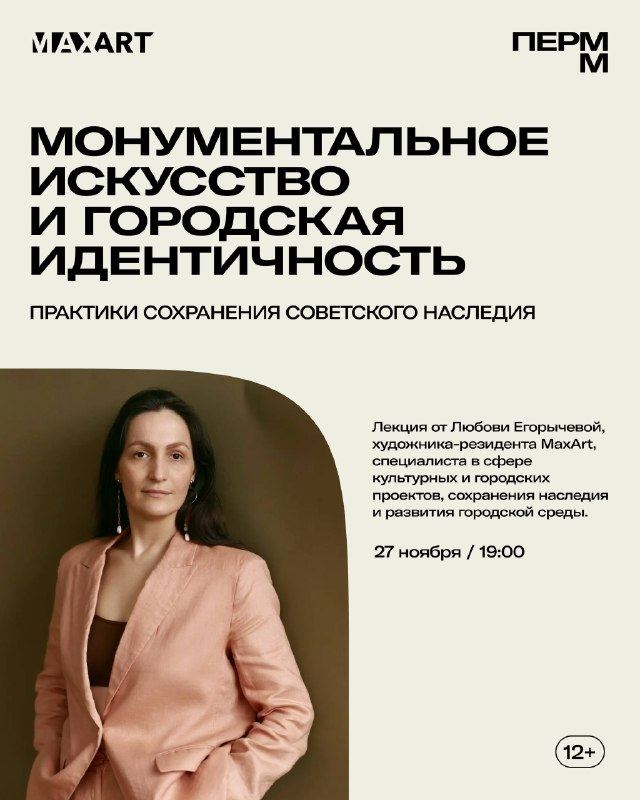 MAXART
ПЕРМ
М
МОНУМЕНТАЛЬНОЕ
ИСКУССТВО
И ГОРОДСКАЯ
ИДЕНТИЧНОСТЬ
ПРАКТИКИ СОХРАНЕНИЯ СОВЕТСКОГО НАСЛЕДИЯ
Лекция от Любови Егорычевой,
художника-резидента MaxArt,
специалиста в сфере
культурных и городских
проектов, сохранения наследия
и развития городской среды.
27 ноября / 19:00
12+